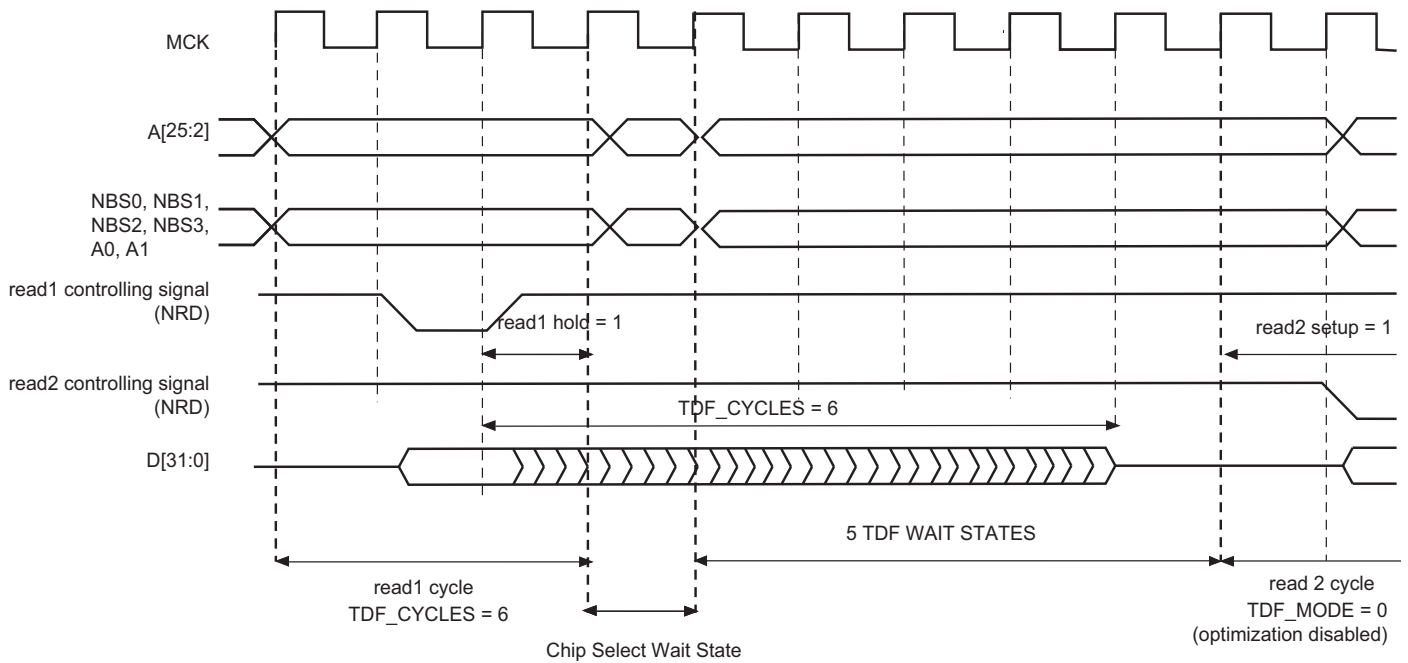 MCK
A[25:2]
NBS0, NBS1,
NBS2, NBS3,
A0, A1
read1 controlling signal
(NRD)
read1 hold = 1
read2 setup = 1
read2 controlling signal
(NRD)
TDF_CYCLES = 6
D[31:0]
5 TDF WAIT STATES
read1 cycle
TDF_CYCLES = 6
read 2 cycle
TDF_MODE = 0
(optimization disabled)
Chip Select Wait State